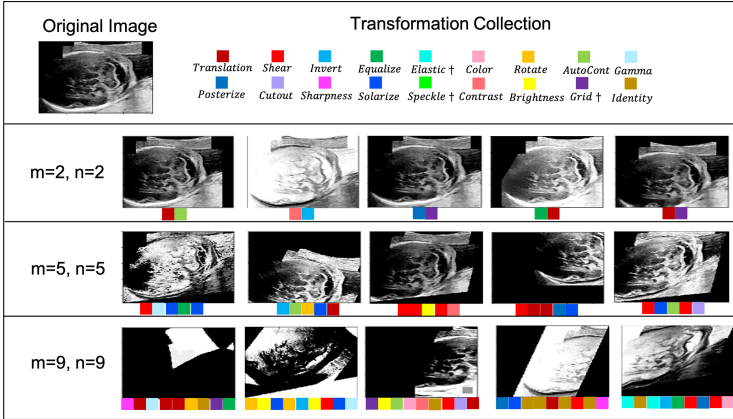 Original Image
Transformation Collection
Translation Shear Invert Equalize Elastic † Color Rotate AutoCont Gamma
Posterize Cutout Sharpness Solarize Speckle † Contrast Brightness Grid † Identity
m=2, n=2
m=5, n=5
m=9, n=9